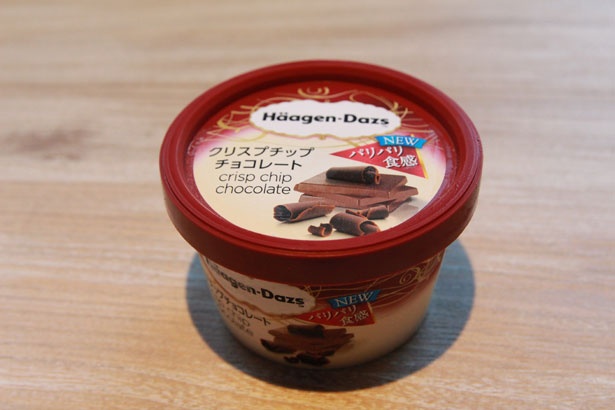 Häagen-Dazs
クリスプチップ
チョコレート
crisp chip
chocolate
NEW
パリパリ
食感
Häagen-Dazs
NEW
パリパリ
食感